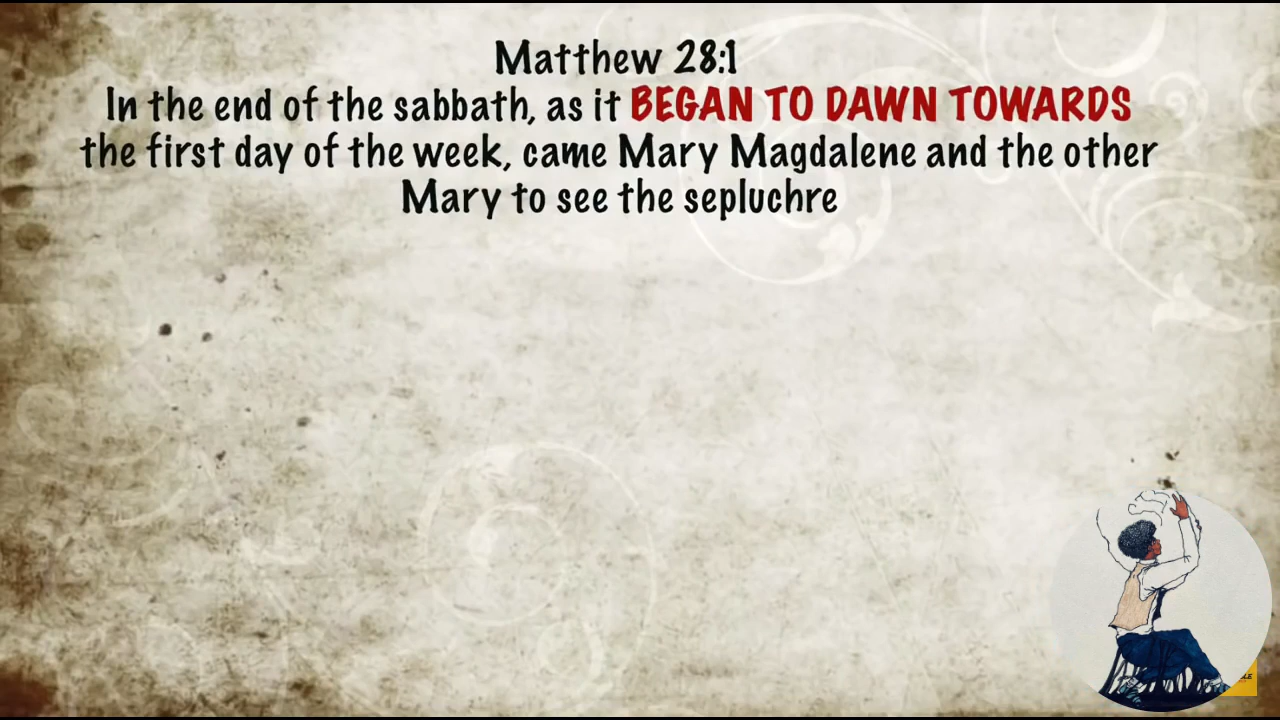 Matthew 28:1
In the end of the sabbath, as it BEGAN TO DAWN TOWARDS
the first day of the week, came Mary Magdalene and the other
Mary to see the sepluchre